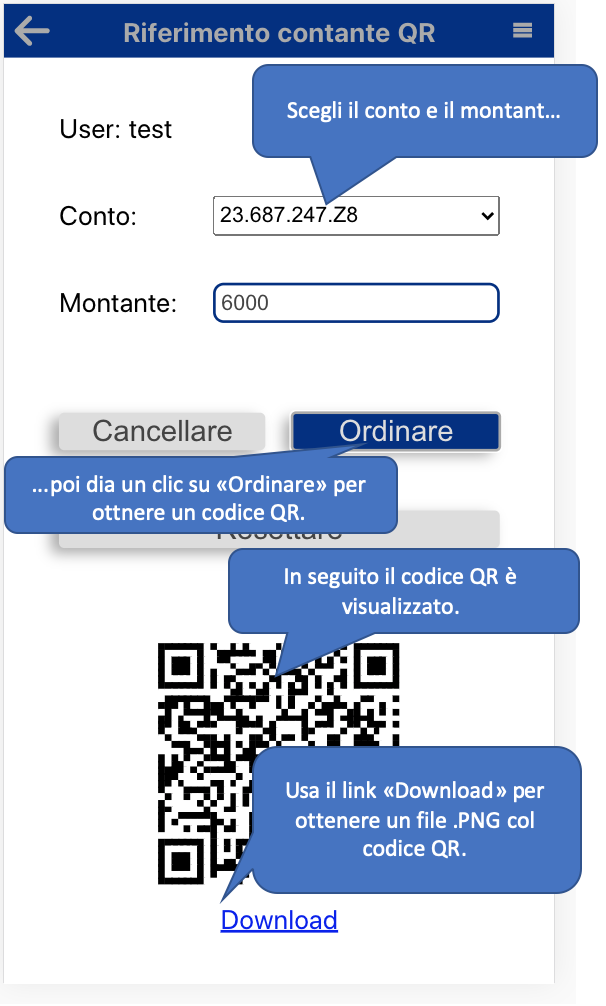 Riferimento contante QR
Scegli il conto e il montant...
User: test
Conto:
23.687.247.Z8
Montante:
6000
Cancellare
Ordinare
...poi dia un clic su «Ordinare» per
ottnere un codice QR.
In seguito il codice QR è
visualizzato.
Usa il link «Download» per
ottenere un file .PNG col
codice QR.
Download